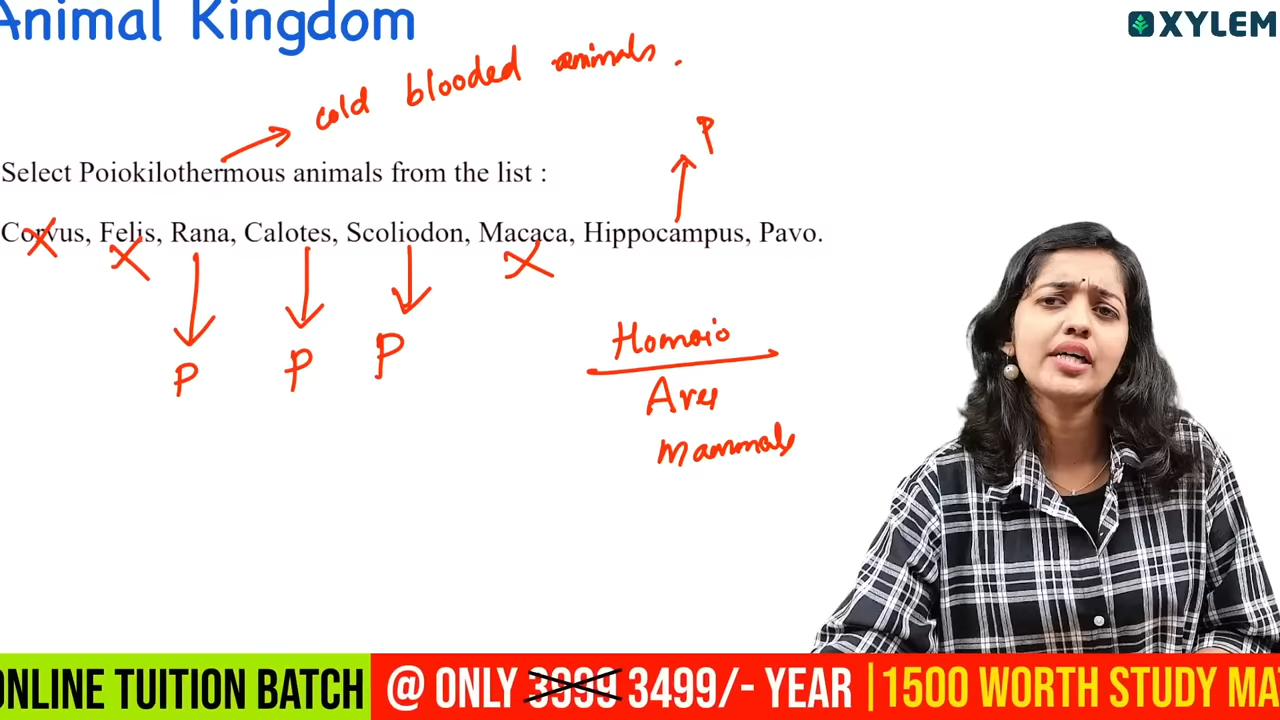 Animal Kingdom
XYLEM
cold blooded animals.
P
Select Poiokilothermous animals from the list :
Corvus, Felis, Rana, Calotes, Scoliodon, Macaca, Hippocampus, Pavo.
P P P
Homoio
Aves
Mammals
ONLINE TUITION BATCH @ ONLY 3999 3499/- YEAR | 1500 WORTH STUDY MA